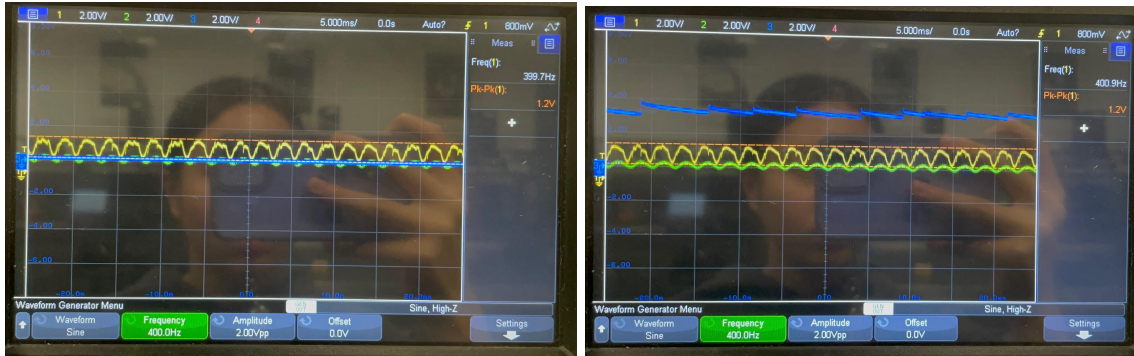 1 2.00V/ 2 2.00V/ 3 2.00V/ 4 5.000ms/ 0.0s Auto? 1 800mV
Meas
Freq(1):
399.7Hz
Pk-Pk(1):
1.2V
-2.00
-10.0ms
Waveform Generator Menu
Sine, High-Z
Waveform
Sine
Frequency
400.0Hz
Amplitude
2.00Vpp
Offset
0.0V
Settings
1 2.00V/ 2 2.00V/ 3 2.00V/ 4 5.000ms/ 0.0s Auto? 1 800mV
Meas
Freq(1):
400.9Hz
Pk-Pk(1):
1.2V
Waveform Generator Menu
Sine, High-Z
Waveform
Sine
Frequency
400.0Hz
Amplitude
2.00Vpp
Offset
0.0V
Settings